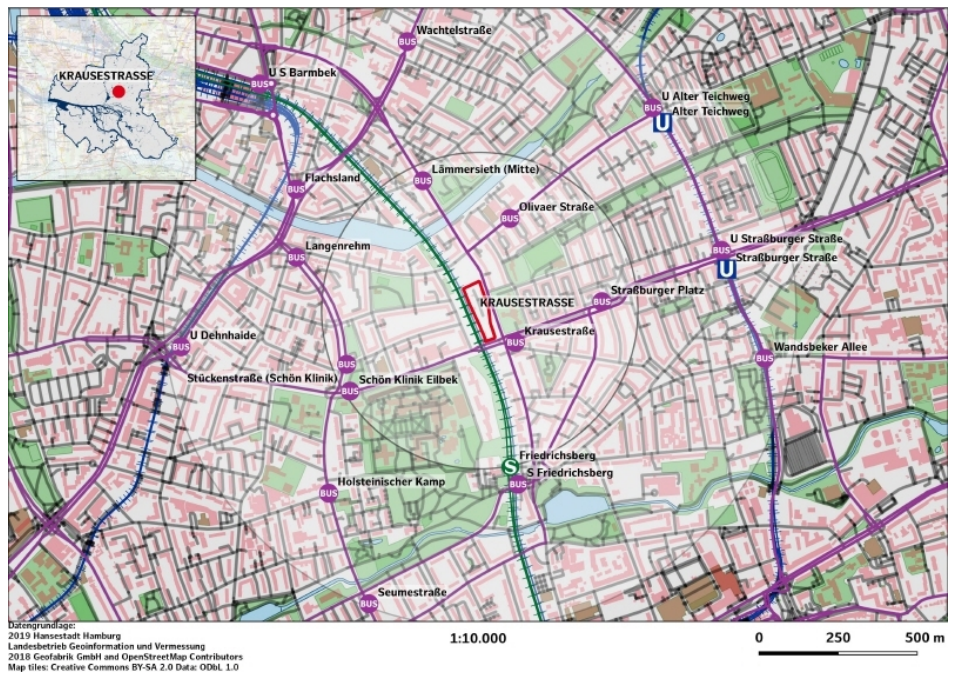 Wachtelstraße
KRAUSESTRASSE
U S Barmbek
BUS
BUS
U Alter Teichweg
BUS
Alter Teichweg
U
Lämmersieth (Mitte)
Flachsland
BUS
BUS
Olivaer Straße
BUS
Langenrehm
BUS
U Straßburger Straße
BUS
Straßburger Straße
U
Straßburger Platz
BUS
KRAUSESTRASSE
Krausestraße
BUS
U Dehnhaide
BUS
Wandsbeker Allee
BUS
BUS
Stückenstraße (Schön Klinik)
Schön Klinik Eilbek
BUS
Friedrichsberg
S
S Friedrichsberg
BUS
Holsteinischer Kamp
BUS
Seumestraße
BUS
Datengrundlage:
2019 Hansestadt Hamburg
Landesbetrieb Geoinformation und Vermessung
2018 Geofabrik GmbH and OpenStreetMap Contributors
Map tiles: Creative Commons BY-SA 2.0 Data: ODbL 1.0
1:10.000
0 250 500 m